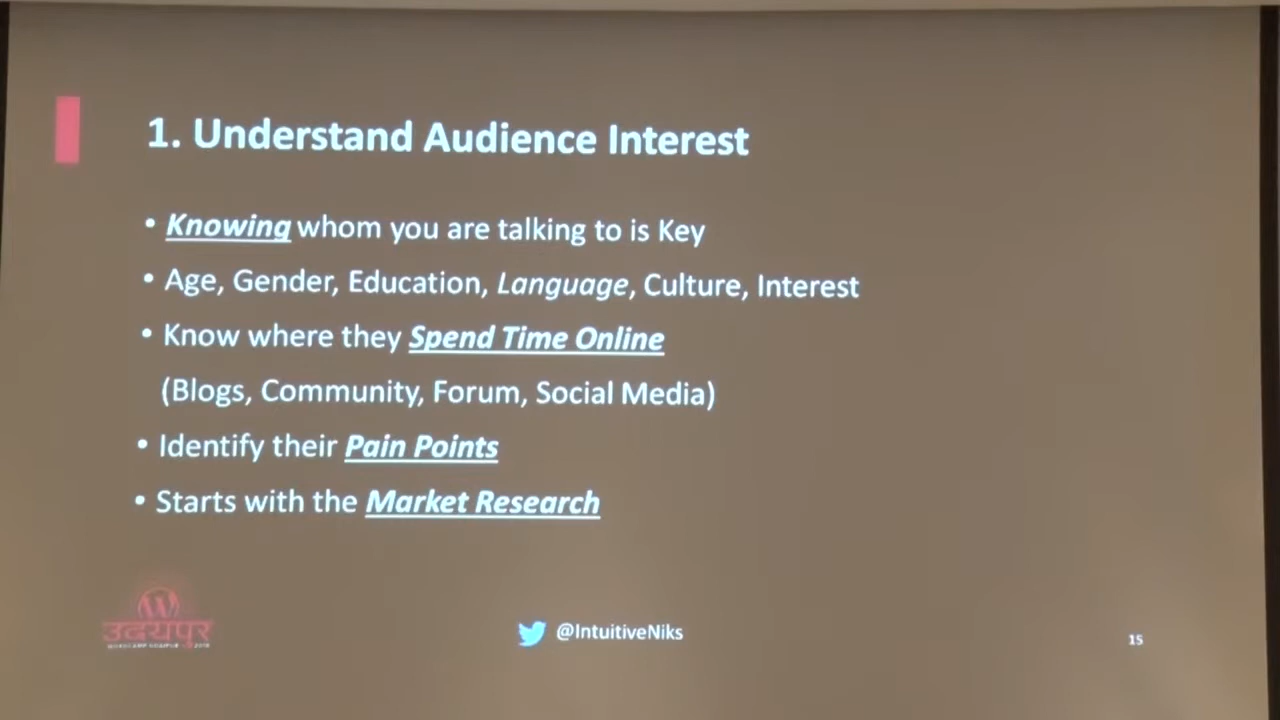 1. Understand Audience Interest
• Knowing whom you are talking to is Key
• Age, Gender, Education, Language, Culture, Interest
• Know where they Spend Time Online
(Blogs, Community, Forum, Social Media)
• Identify their Pain Points
• Starts with the Market Research
उदयपुर
@IntuitiveNiks
15